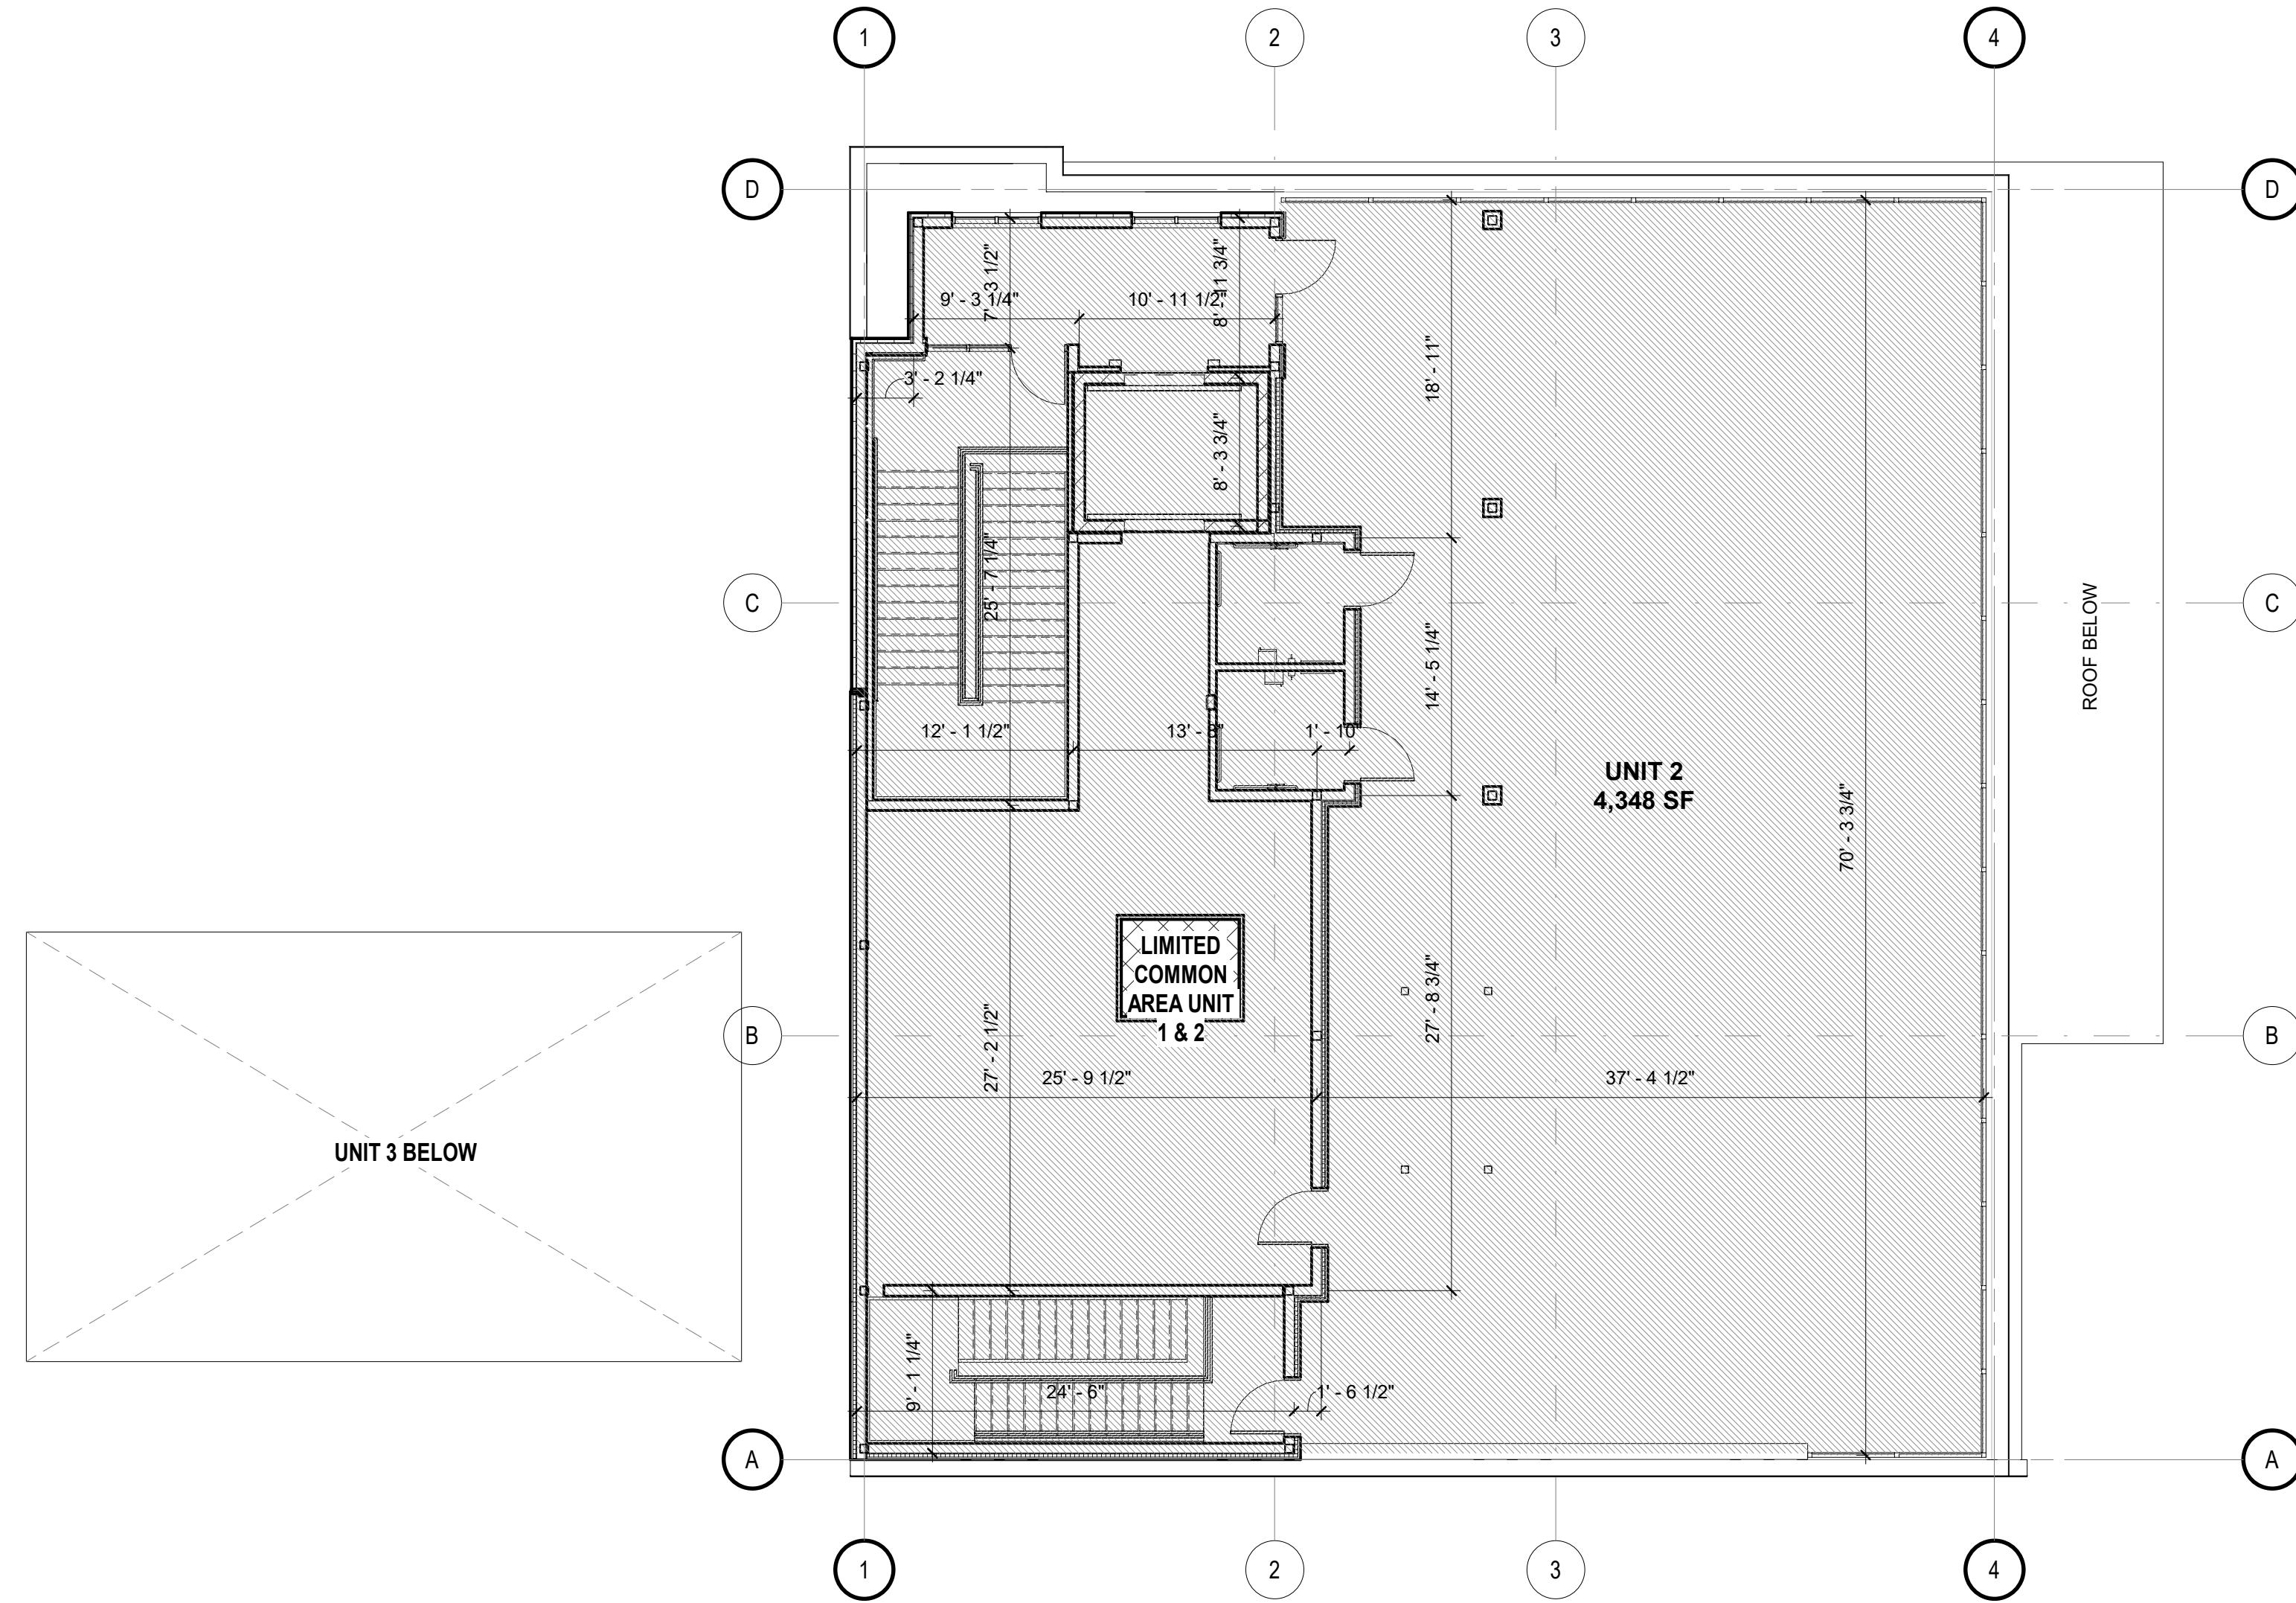 1
2
3
4
D
D
7' - 3 1/2"
8' - 11 3/4"
9' - 3 1/4"
10' - 11 1/2"
18' - 11"
3' - 2 1/4"
8' - 3 3/4"
25' - 7 1/4"
C
C
ROOF BELOW
14' - 5 1/4"
12' - 1 1/2"
13' - 8"
1' - 10"
UNIT 2
4,348 SF
70' - 3 3/4"
LIMITED
COMMON
AREA UNIT
1 & 2
27' - 8 3/4"
27' - 2 1/2"
B
B
25' - 9 1/2"
37' - 4 1/2"
UNIT 3 BELOW
9' - 1 1/4"
24' - 6"
1' - 6 1/2"
A
A
1
2
3
4